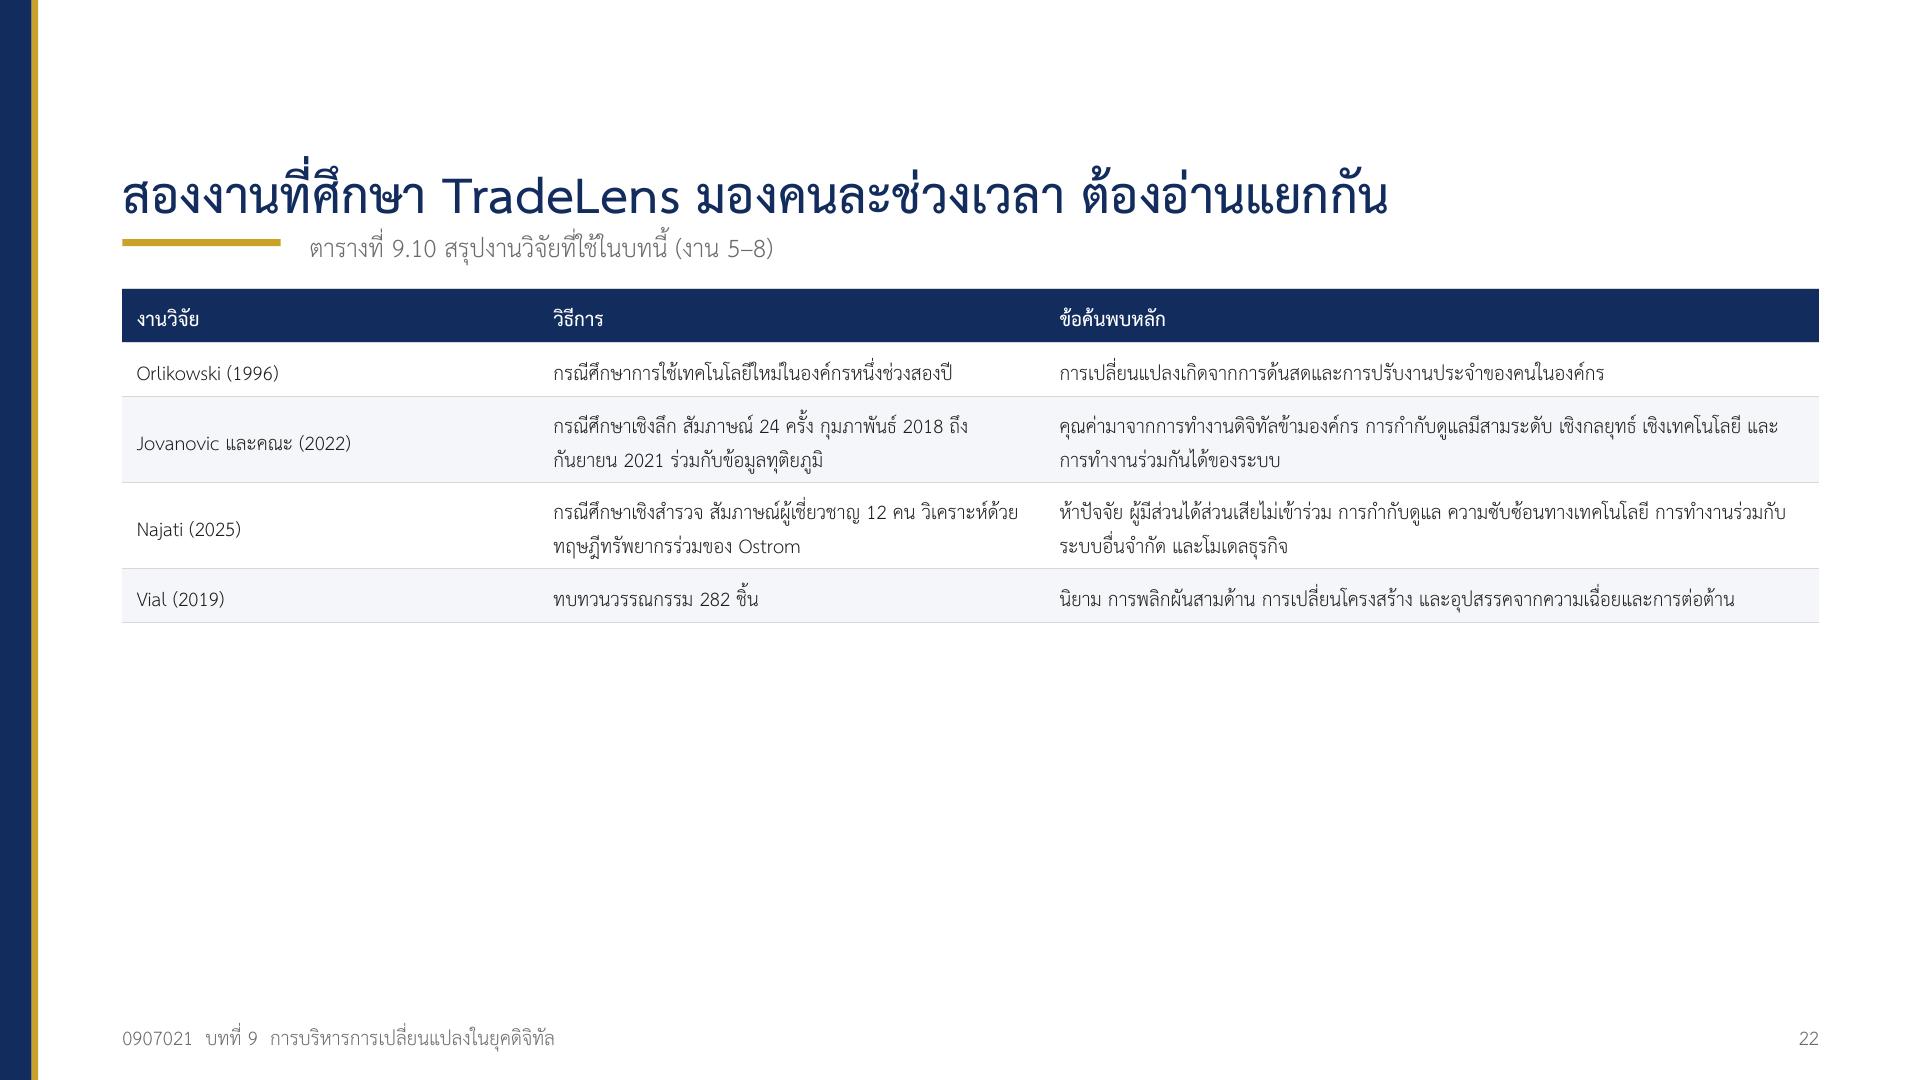 สองงานที่ศึกษา TradeLens มองคนละช่วงเวลา ต้องอ่านแยกกัน
ตารางที่ 9.10 สรุปงานวิจัยที่ใช้ในบทนี้ (งาน 5–8)
งานวิจัย วิธีการ ข้อค้นพบหลัก
Orlikowski (1996) กรณีศึกษาการใช้เทคโนโลยีใหม่ในองค์กรหนึ่งช่วงสองปี การเปลี่ยนแปลงเกิดจากการด้นสดและการปรับงานประจำของคนในองค์กร
Jovanovic และคณะ (2022)
กรณีศึกษาเชิงลึก สัมภาษณ์ 24 ครั้ง กุมภาพันธ์ 2018 ถึง
กันยายน 2021 ร่วมกับข้อมูลทุติยภูมิ
คุณค่ามาจากการทำงานดิจิทัลข้ามองค์กร การกำกับดูแลมีสามระดับ เชิงกลยุทธ์ เชิงเทคโนโลยี และ
การทำงานร่วมกันได้ของระบบ
Najati (2025)
กรณีศึกษาเชิงสำรวจ สัมภาษณ์ผู้เชี่ยวชาญ 12 คน วิเคราะห์ด้วย
ทฤษฎีทรัพยากรร่วมของ Ostrom
ห้าปัจจัย ผู้มีส่วนได้ส่วนเสียไม่เข้าร่วม การกำกับดูแล ความซับซ้อนทางเทคโนโลยี การทำงานร่วมกับ
ระบบอื่นจำกัด และโมเดลธุรกิจ
Vial (2019) ทบทวนวรรณกรรม 282 ชิ้น นิยาม การพลิกผันสามด้าน การเปลี่ยนโครงสร้าง และอุปสรรคจากความเฉื่อยและการต่อต้าน
0907021 บทที่ 9 การบริหารการเปลี่ยนแปลงในยุคดิจิทัล 22